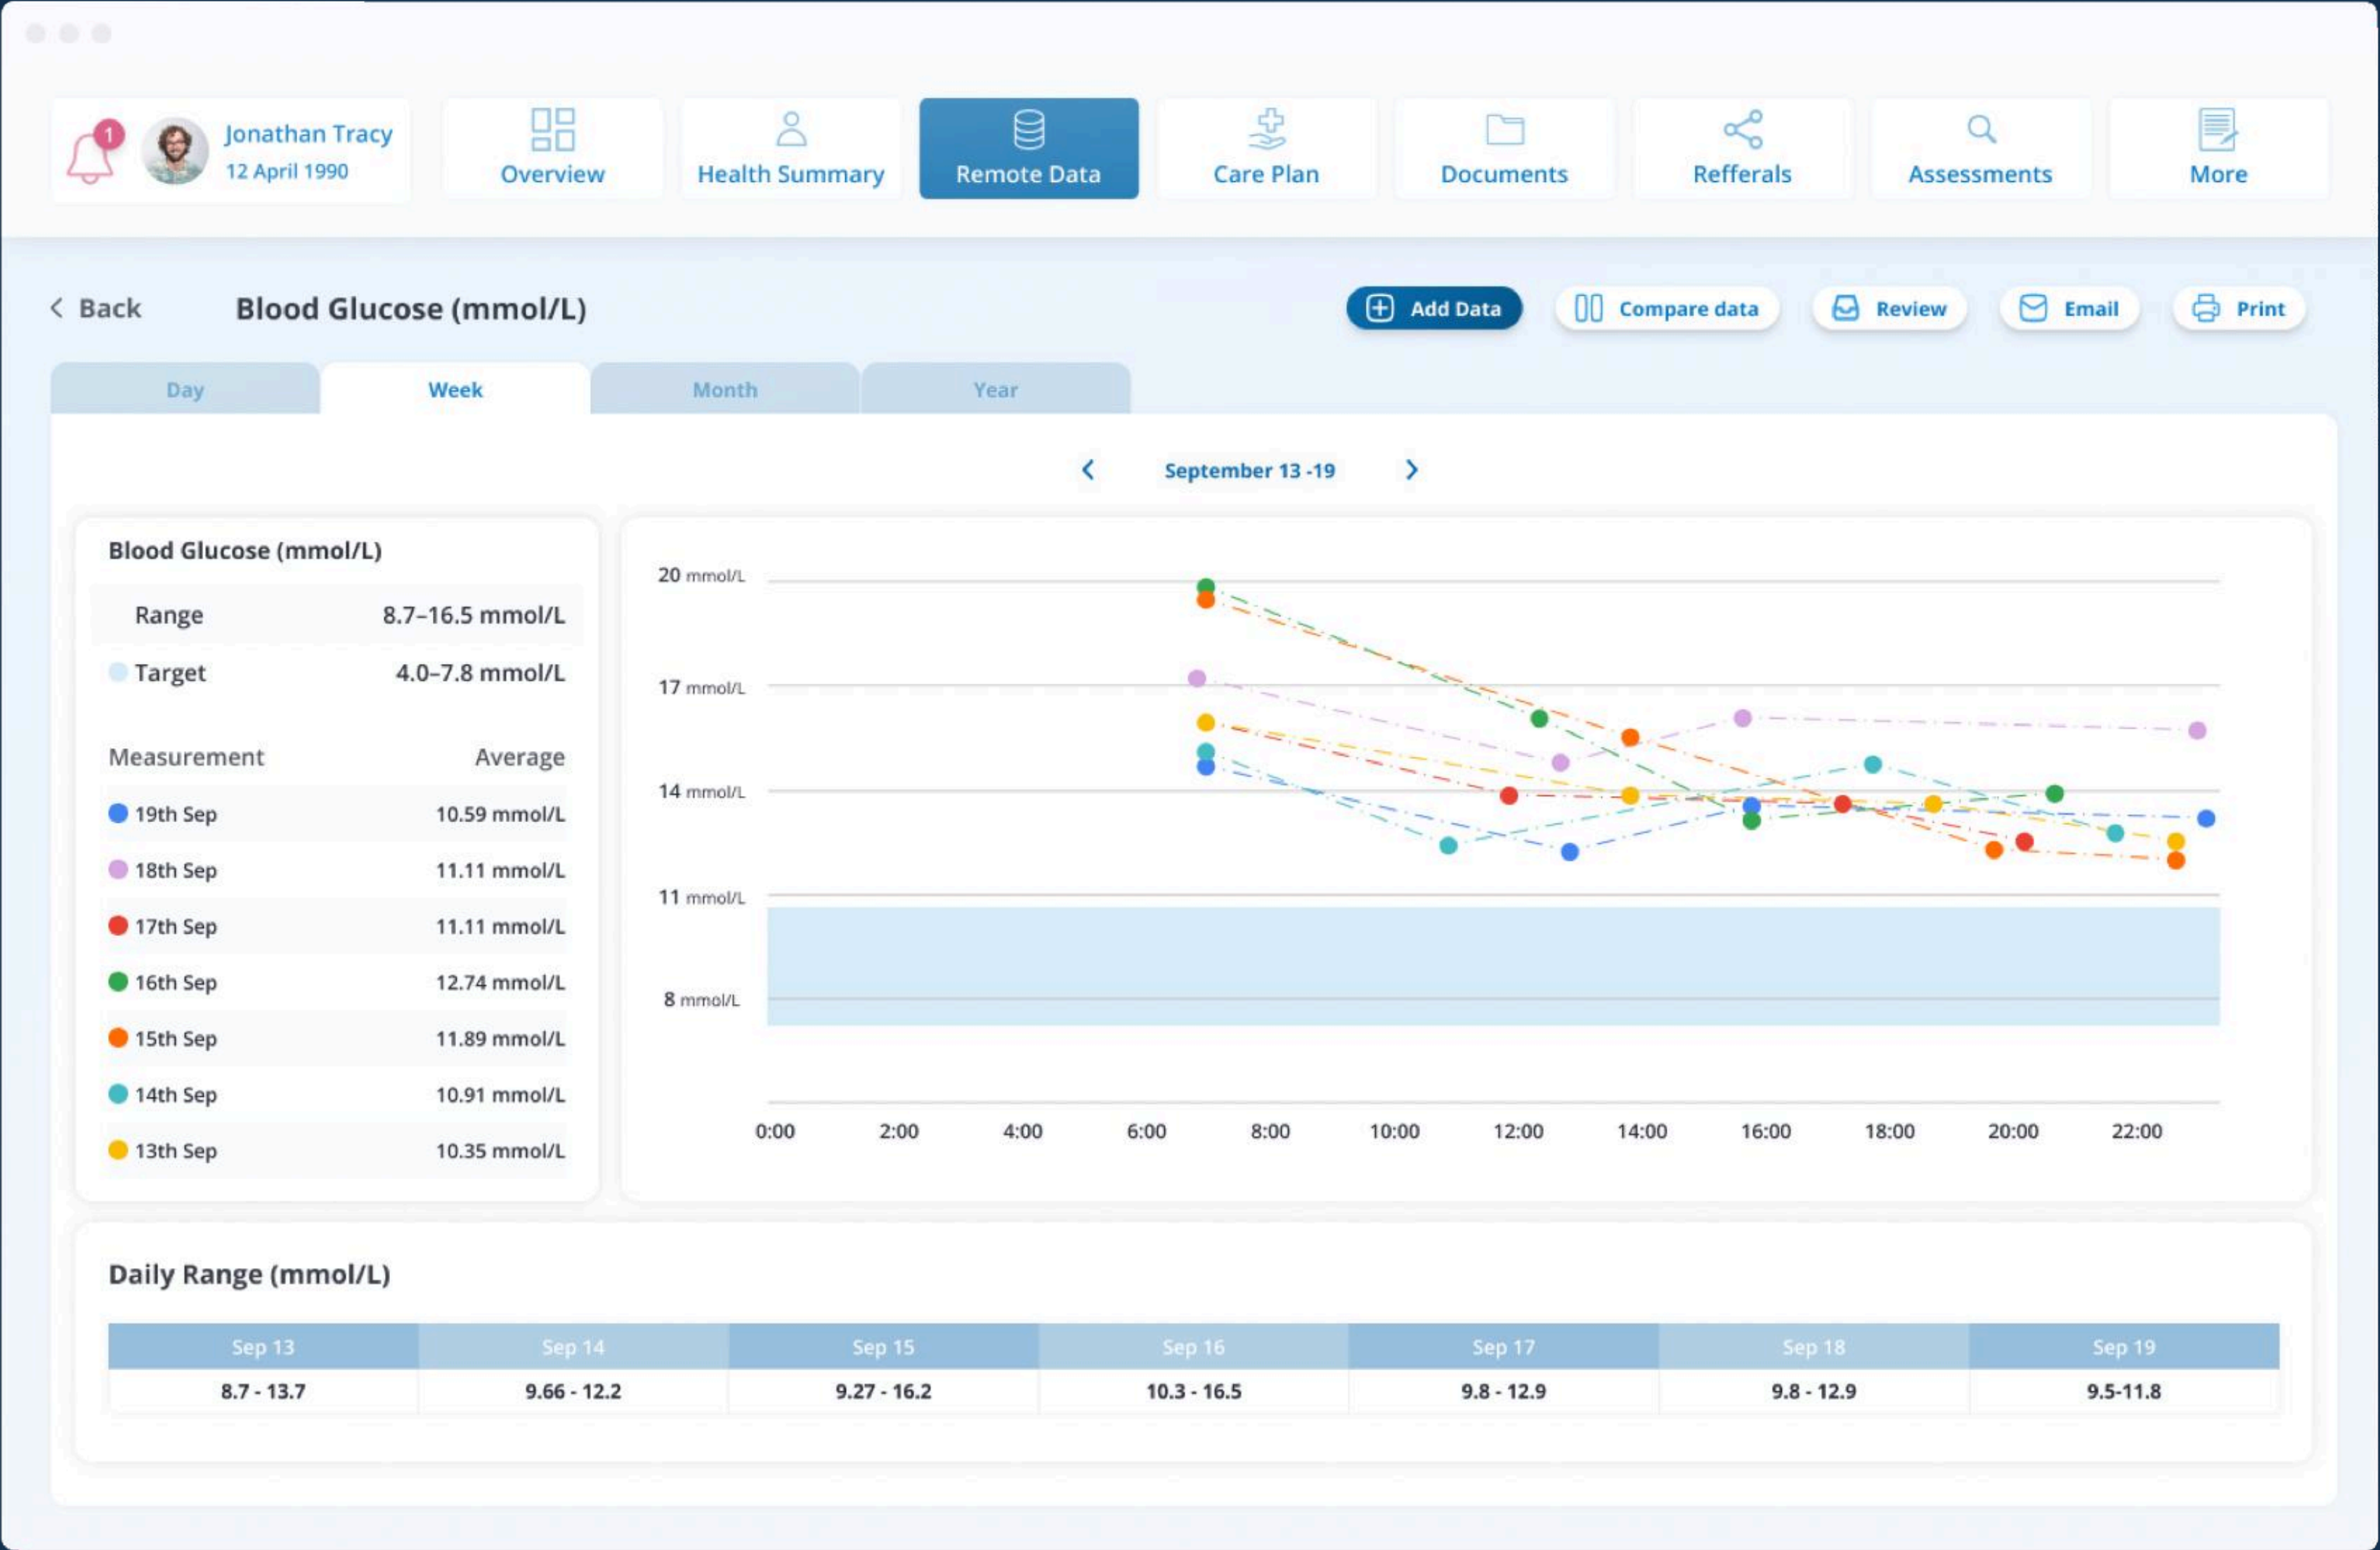 1
Jonathan Tracy
12 April 1990
Overview
Health Summary
Remote Data
Care Plan
Documents
Refferals
Assessments
More
Back
Blood Glucose (mmol/L)
Add Data
Compare data
Review
Email
Print
Day
Week
Month
Year
September 13 -19
Blood Glucose (mmol/L)
Range 8.7–16.5 mmol/L
Target 4.0–7.8 mmol/L
Measurement Average
19th Sep 10.59 mmol/L
18th Sep 11.11 mmol/L
17th Sep 11.11 mmol/L
16th Sep 12.74 mmol/L
15th Sep 11.89 mmol/L
14th Sep 10.91 mmol/L
13th Sep 10.35 mmol/L
20 mmol/L
17 mmol/L
14 mmol/L
11 mmol/L
8 mmol/L
0:00 2:00 4:00 6:00 8:00 10:00 12:00 14:00 16:00 18:00 20:00 22:00
Daily Range (mmol/L)
Sep 13 Sep 14 Sep 15 Sep 16 Sep 17 Sep 18 Sep 19
8.7 - 13.7 9.66 - 12.2 9.27 - 16.2 10.3 - 16.5 9.8 - 12.9 9.8 - 12.9 9.5-11.8